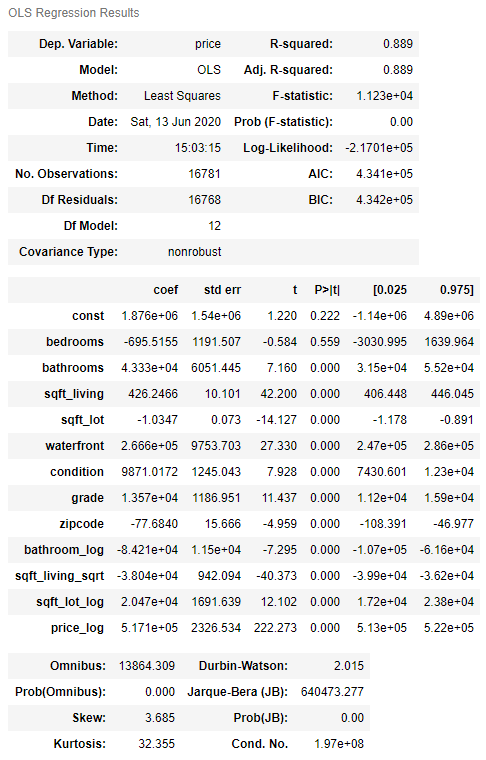 OLS Regression Results
Dep. Variable: price R-squared: 0.889
Model: OLS Adj. R-squared: 0.889
Method: Least Squares F-statistic: 1.123e+04
Date: Sat, 13 Jun 2020 Prob (F-statistic): 0.00
Time: 15:03:15 Log-Likelihood: -2.1701e+05
No. Observations: 16781 AIC: 4.341e+05
Df Residuals: 16768 BIC: 4.342e+05
Df Model: 12
Covariance Type: nonrobust
coef std err t P>|t| [0.025 0.975]
const 1.876e+06 1.54e+06 1.220 0.222 -1.14e+06 4.89e+06
bedrooms -695.5155 1191.507 -0.584 0.559 -3030.995 1639.964
bathrooms 4.333e+04 6051.445 7.160 0.000 3.15e+04 5.52e+04
sqft_living 426.2466 10.101 42.200 0.000 406.448 446.045
sqft_lot -1.0347 0.073 -14.127 0.000 -1.178 -0.891
waterfront 2.666e+05 9753.703 27.330 0.000 2.47e+05 2.86e+05
condition 9871.0172 1245.043 7.928 0.000 7430.601 1.23e+04
grade 1.357e+04 1186.951 11.437 0.000 1.12e+04 1.59e+04
zipcode -77.6840 15.666 -4.959 0.000 -108.391 -46.977
bathroom_log -8.421e+04 1.15e+04 -7.295 0.000 -1.07e+05 -6.16e+04
sqft_living_sqrt -3.804e+04 942.094 -40.373 0.000 -3.99e+04 -3.62e+04
sqft_lot_log 2.047e+04 1691.639 12.102 0.000 1.72e+04 2.38e+04
price_log 5.171e+05 2326.534 222.273 0.000 5.13e+05 5.22e+05
Omnibus: 13864.309 Durbin-Watson: 2.015
Prob(Omnibus): 0.000 Jarque-Bera (JB): 640473.277
Skew: 3.685 Prob(JB): 0.00
Kurtosis: 32.355 Cond. No. 1.97e+08